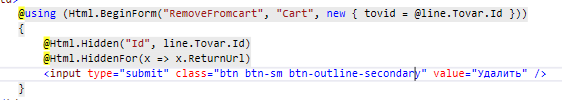 @using (Html.BeginForm("RemoveFromcart", "Cart", new { tovid = @line.Tovar.Id }))
{
@Html.Hidden("Id", line.Tovar.Id)
@Html.HiddenFor(x => x.ReturnUrl)
<input type="submit" class="btn btn-sm btn-outline-secondary" value="Удалить" />
}